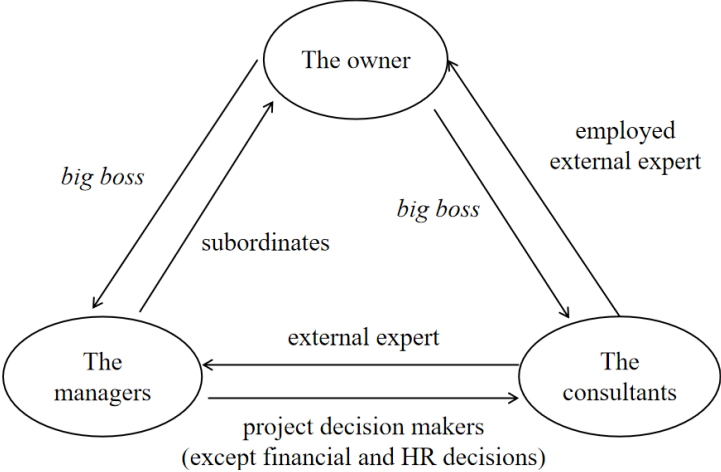 The owner
employed
external expert
big boss
big boss
subordinates
external expert
The
managers
The
consultants
project decision makers
(except financial and HR decisions)